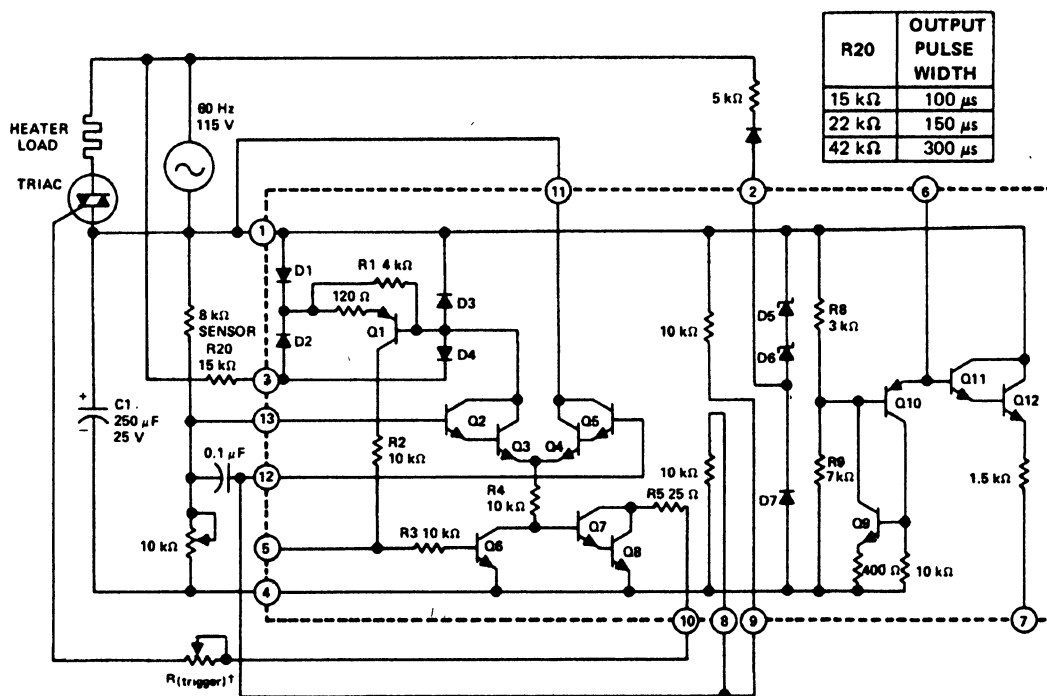 R20
OUTPUT
PULSE
WIDTH
15 kΩ
100 μs
22 kΩ
150 μs
42 kΩ
300 μs
5 kΩ
60 Hz
115 V
HEATER
LOAD
TRIAC
11
2
6
1
D1
R1 4 kΩ
120 Ω
Q1
D2
D3
D4
8 kΩ
SENSOR
R20
15 kΩ
3
10 kΩ
D5
D6
R8
3 kΩ
Q11
Q12
Q10
C1
250 μF
25 V
+
−
13
Q2
Q3
Q4
Q5
0.1 μF
12
R2
10 kΩ
R4
10 kΩ
R5 25 Ω
10 kΩ
D7
R9
7 kΩ
1.5 kΩ
Q9
10 kΩ
5
R3 10 kΩ
Q6
Q7
Q8
400 Ω
10 kΩ
4
10
8
9
7
R(trigger)†